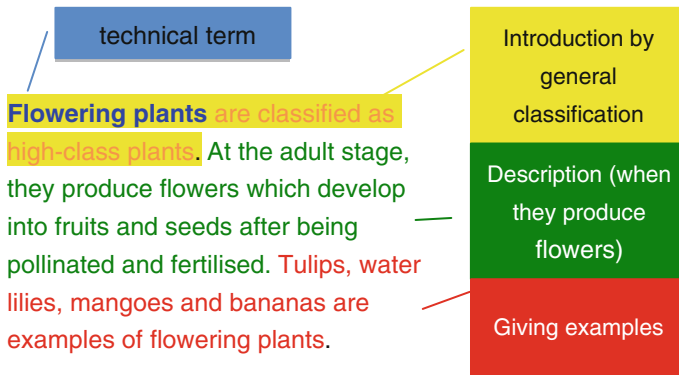 technical term
Flowering plants are classified as
high-class plants. At the adult stage,
they produce flowers which develop
into fruits and seeds after being
pollinated and fertilised. Tulips, water
lilies, mangoes and bananas are
examples of flowering plants.
Introduction by
general
classification
Description (when
they produce
flowers)
Giving examples